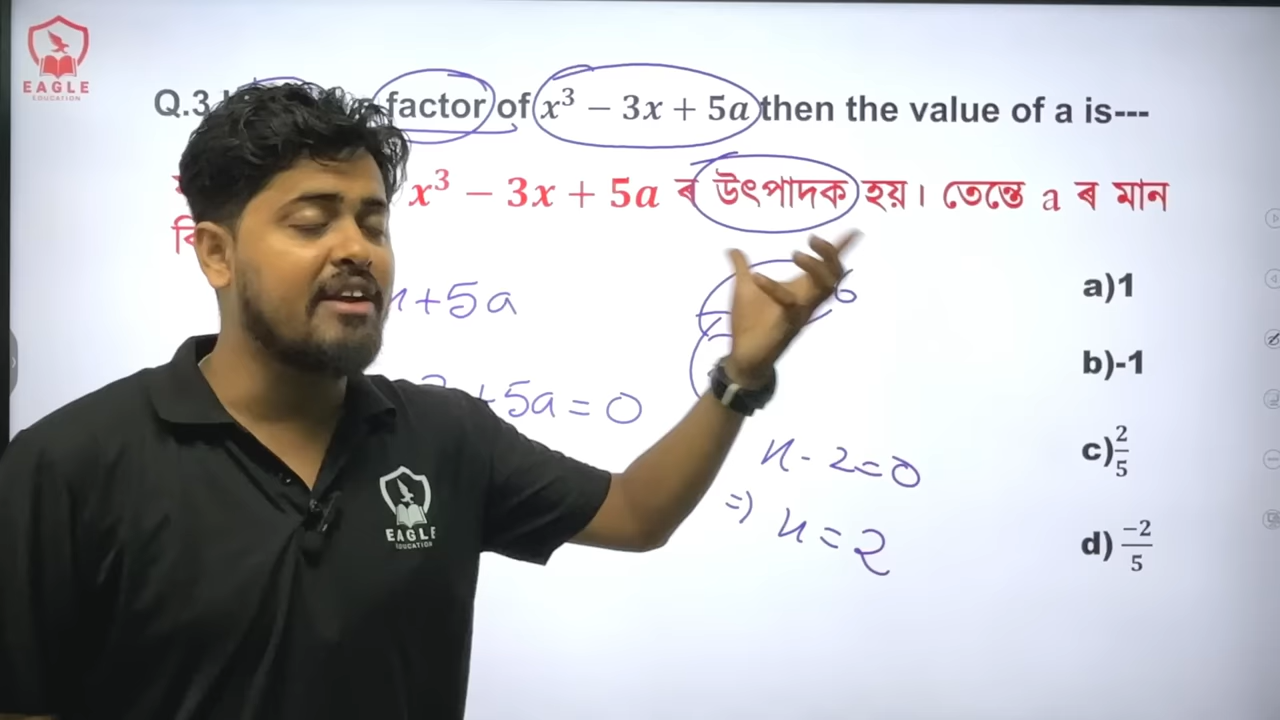 EAGLE
EDUCATION
Q.3 factor of x³ − 3x + 5a then the value of a is---
x³ − 3x + 5a ৰ উৎপাদক হয়। তেন্তে a ৰ মান
+5a
a)1
+5a=0
b)-1
x-2=0
c) 2/5
=) x=2
d) -2/5
EAGLE
EDUCATION